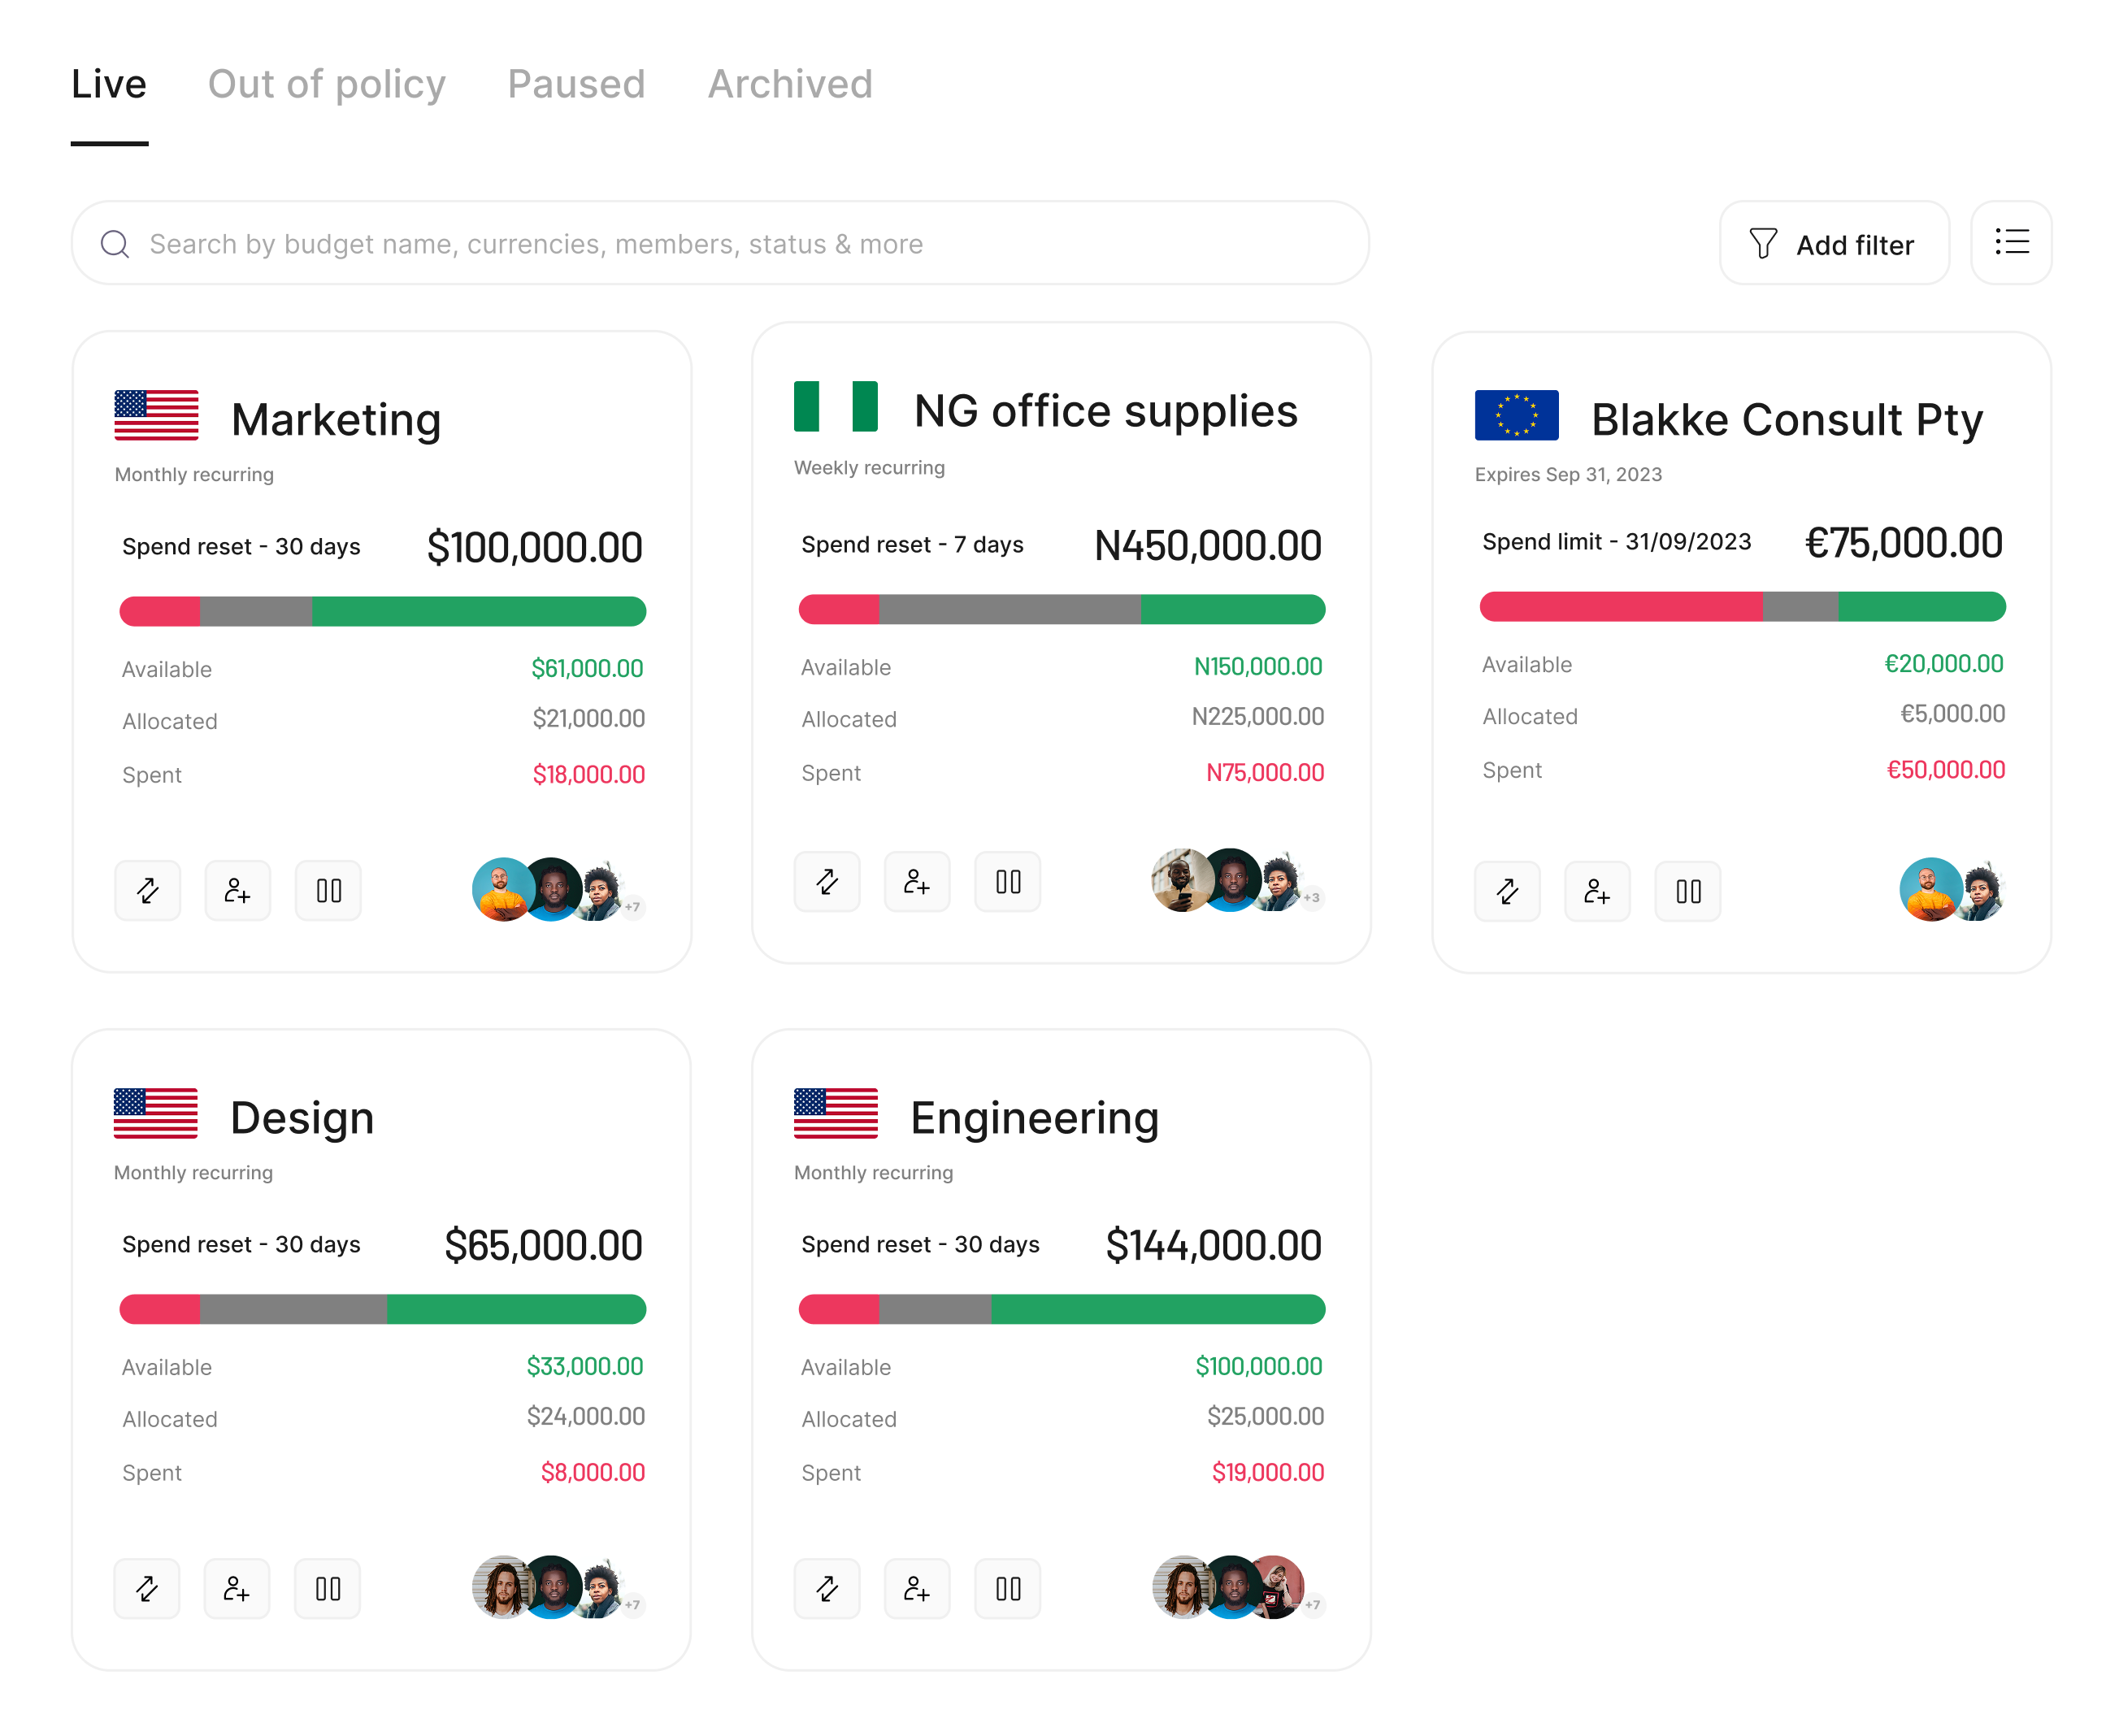 Live
Out of policy
Paused
Archived
Search by budget name, currencies, members, status & more
Add filter
Marketing
Monthly recurring
Spend reset - 30 days
$100,000.00
Available
$61,000.00
Allocated
$21,000.00
Spent
$18,000.00
+7
NG office supplies
Weekly recurring
Spend reset - 7 days
N450,000.00
Available
N150,000.00
Allocated
N225,000.00
Spent
N75,000.00
+3
Blakke Consult Pty
Expires Sep 31, 2023
Spend limit - 31/09/2023
€75,000.00
Available
€20,000.00
Allocated
€5,000.00
Spent
€50,000.00
Design
Monthly recurring
Spend reset - 30 days
$65,000.00
Available
$33,000.00
Allocated
$24,000.00
Spent
$8,000.00
+7
Engineering
Monthly recurring
Spend reset - 30 days
$144,000.00
Available
$100,000.00
Allocated
$25,000.00
Spent
$19,000.00
+7